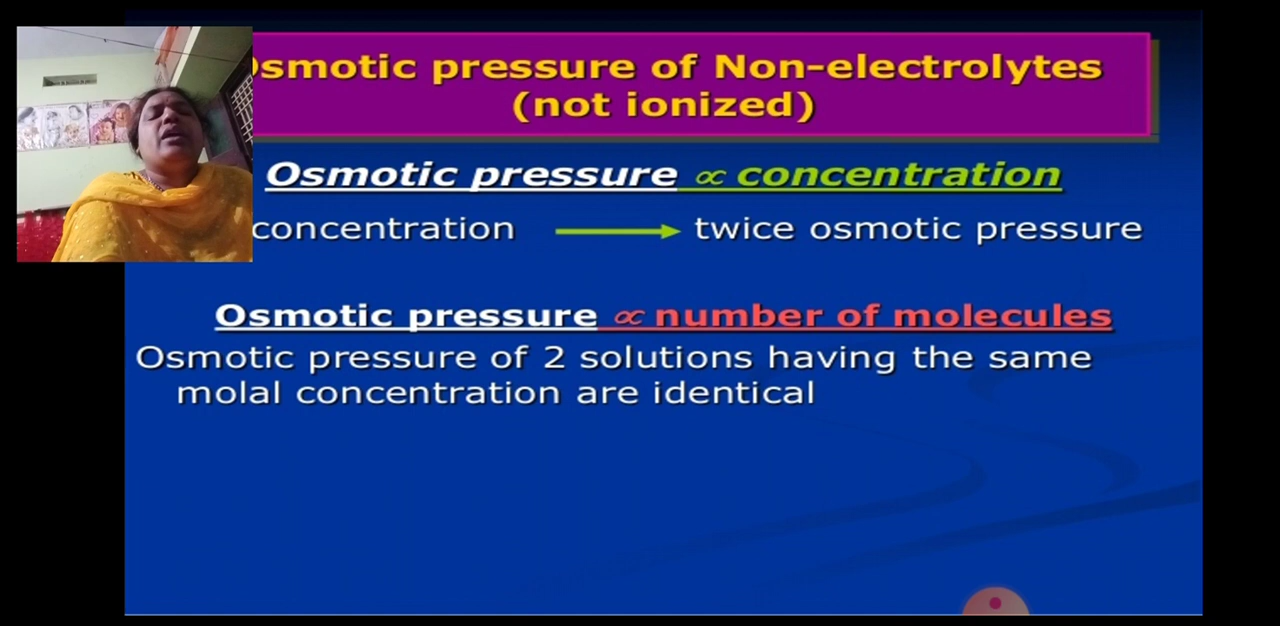 smotic pressure of Non-electrolytes
(not ionized)
Osmotic pressure ∝ concentration
concentration → twice osmotic pressure
Osmotic pressure ∝ number of molecules
Osmotic pressure of 2 solutions having the same
molal concentration are identical